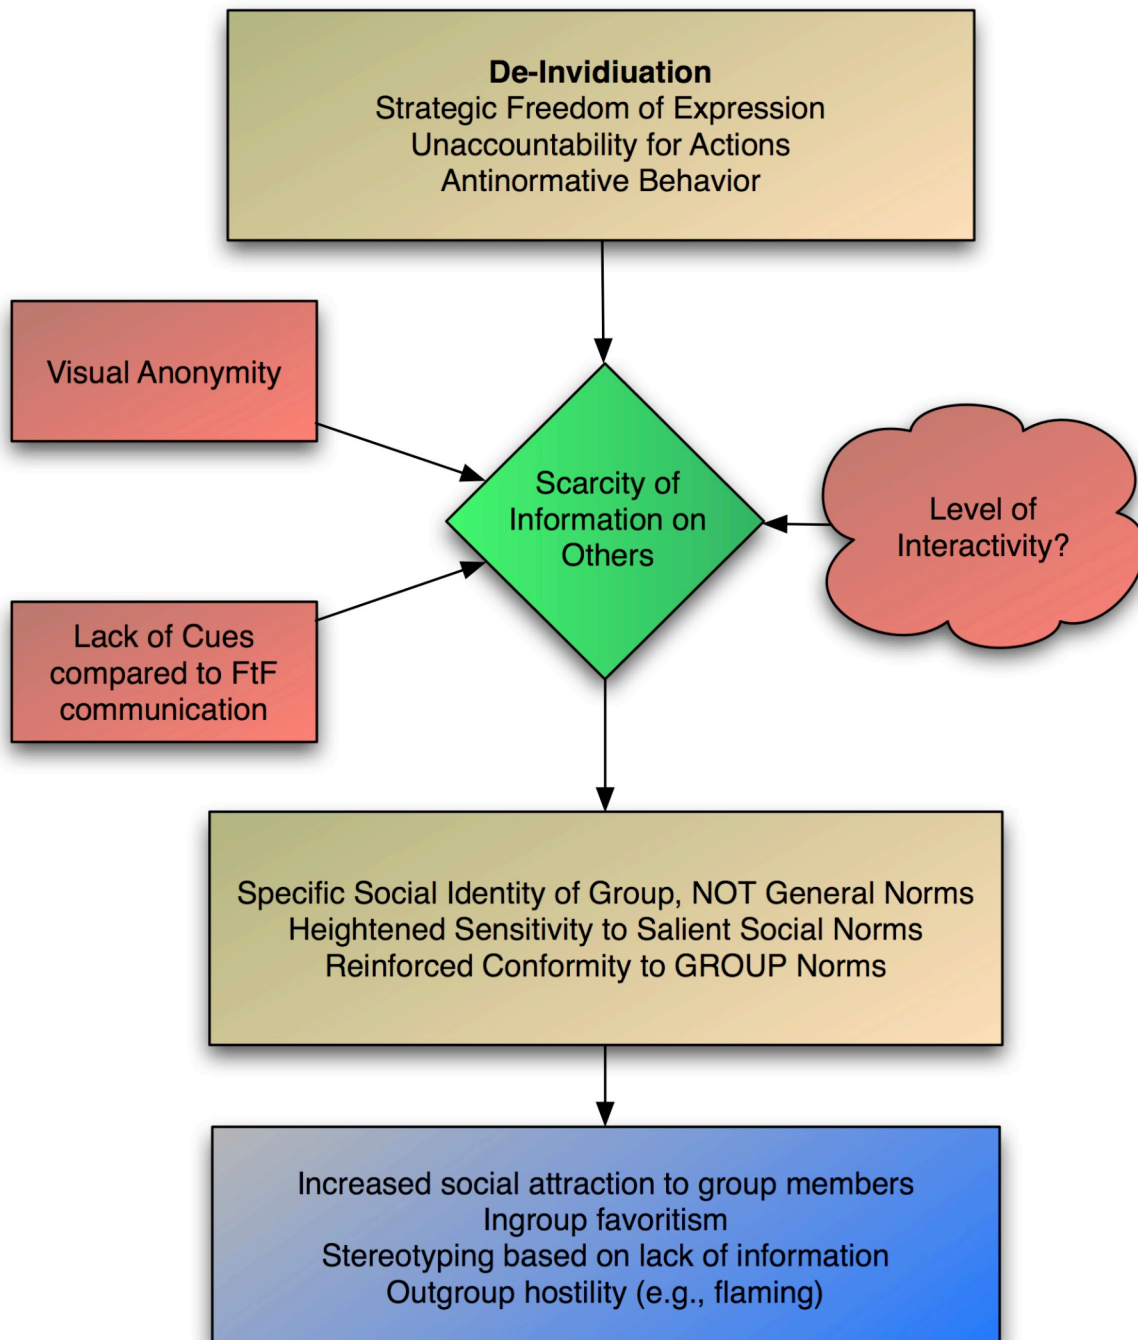 De-Invidiuation
Strategic Freedom of Expression
Unaccountability for Actions
Antinormative Behavior
Visual Anonymity
Scarcity of
Information on
Others
Level of
Interactivity?
Lack of Cues
compared to FtF
communication
Specific Social Identity of Group, NOT General Norms
Heightened Sensitivity to Salient Social Norms
Reinforced Conformity to GROUP Norms
Increased social attraction to group members
Ingroup favoritism
Stereotyping based on lack of information
Outgroup hostility (e.g., flaming)